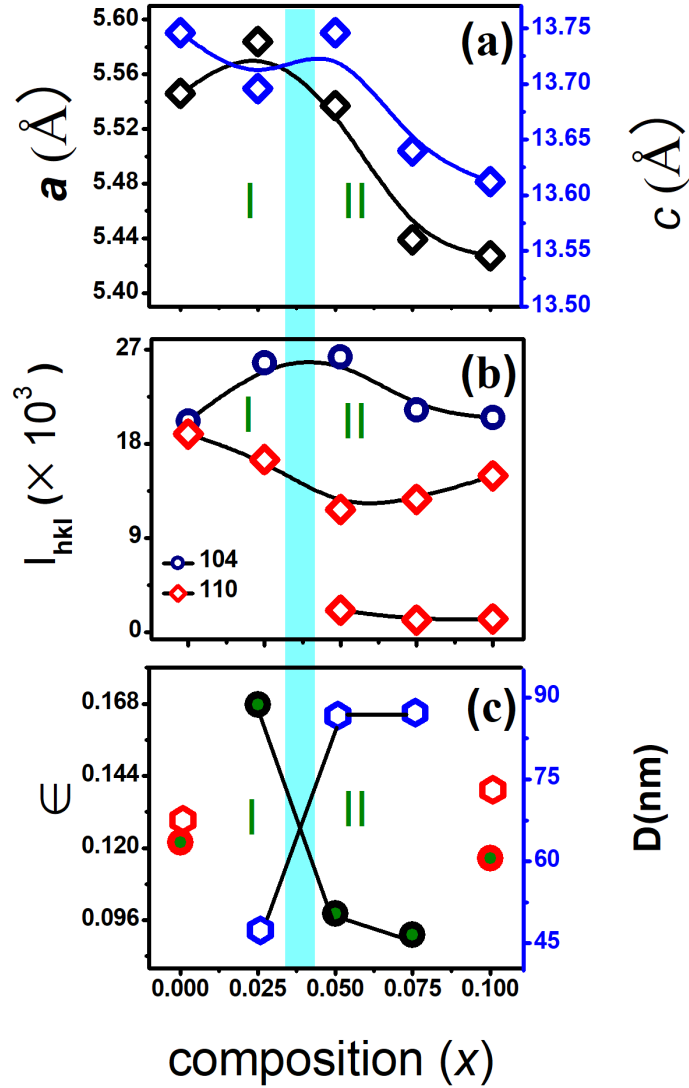 5.60
5.56
5.52
5.48
5.44
5.40
a (Å)
(a)
I
II
13.75
13.70
13.65
13.60
13.55
13.50
c (Å)
27
18
9
0
I_hkl (× 10³)
(b)
I
II
104
110
0.168
0.144
0.120
0.096
∈
(c)
I
II
90
75
60
45
D(nm)
0.000 0.025 0.050 0.075 0.100
composition (x)